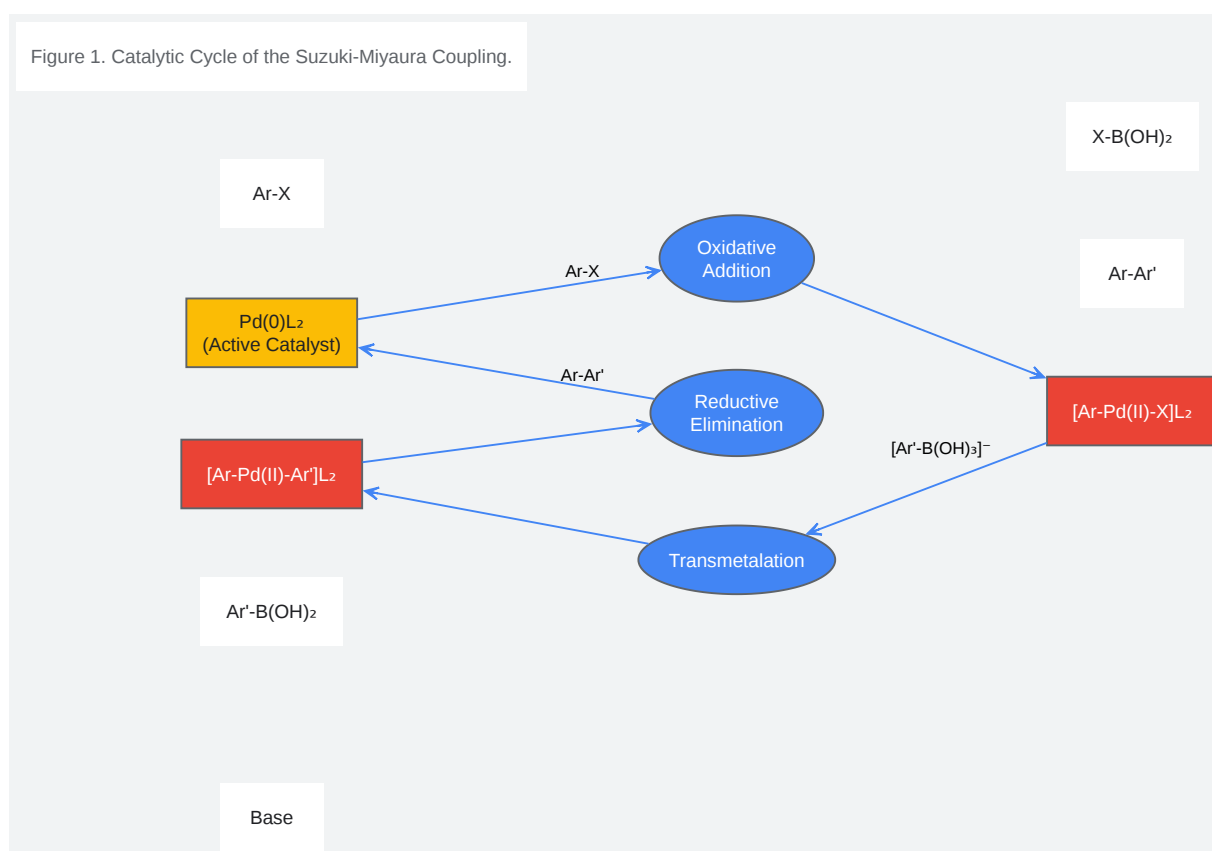 Figure 1. Catalytic Cycle of the Suzuki-Miyaura Coupling.
X-B(OH)₂
Ar-X
Oxidative
Addition
Ar-X
Ar-Ar'
Pd(0)L₂
(Active Catalyst)
Ar-Ar'
Reductive
Elimination
[Ar-Pd(II)-X]L₂
[Ar'-B(OH)₃]⁻
[Ar-Pd(II)-Ar']L₂
Transmetalation
Ar'-B(OH)₂
Base